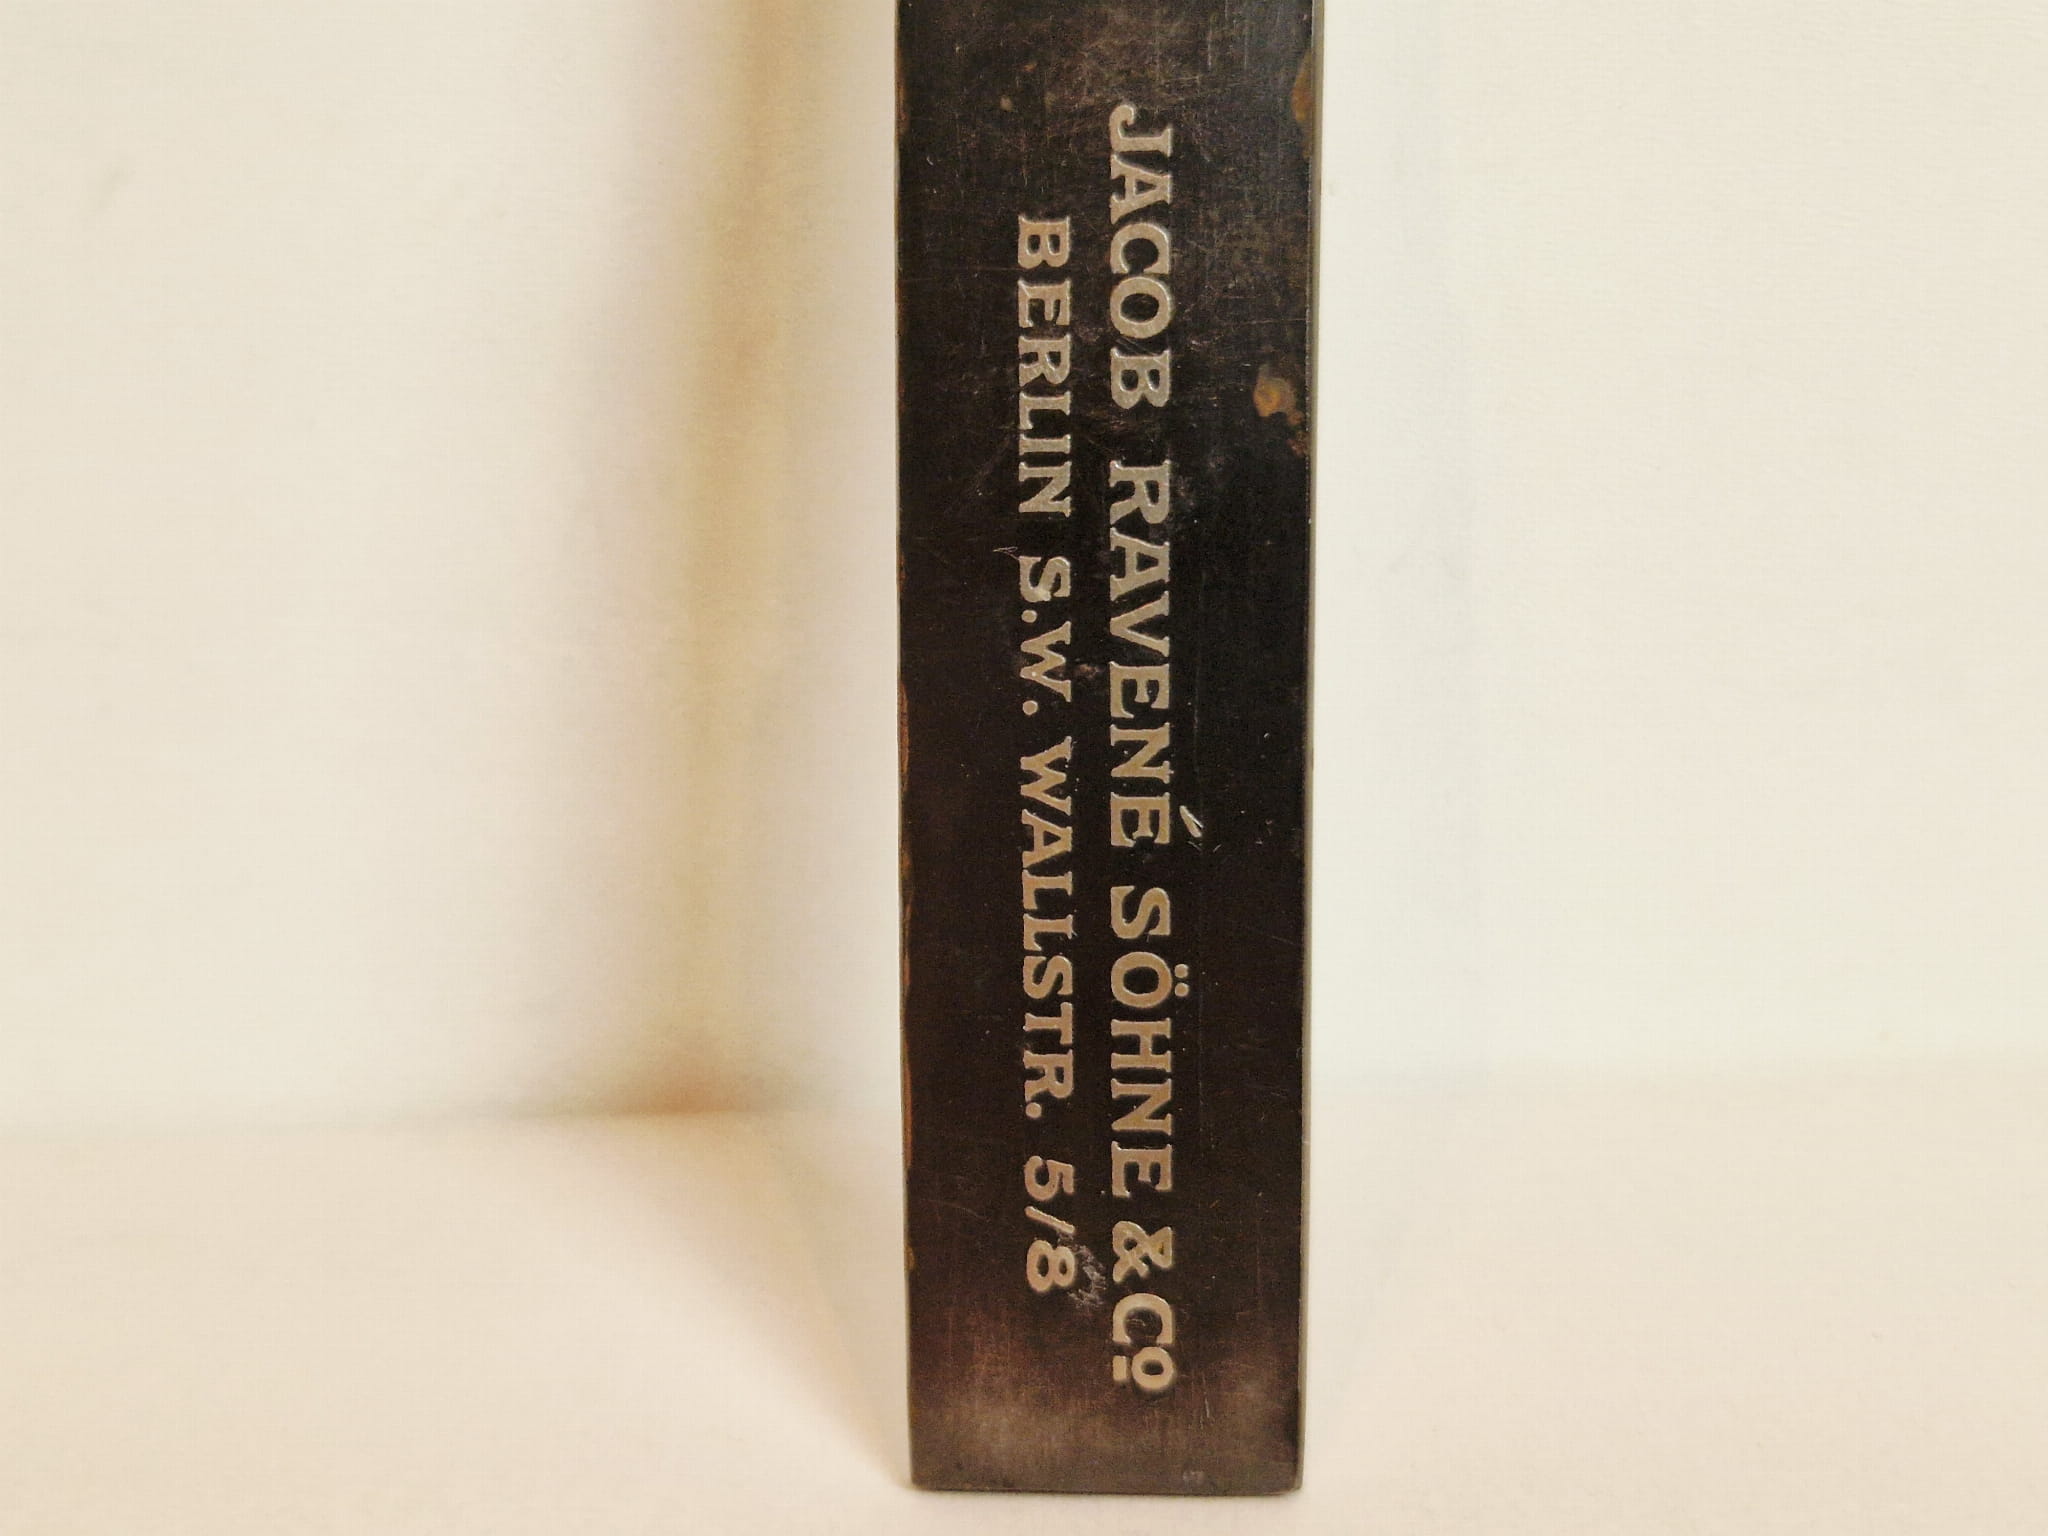 JACOB RAVENÉ SÖHNE & Cº
BERLIN S.W. WALLSTR. 5/8